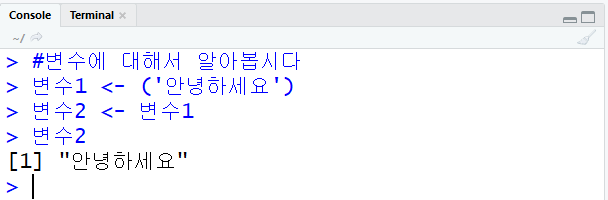 Console Terminal ×
~/
> #변수에 대해서 알아봅시다
> 변수1 <- ('안녕하세요')
> 변수2 <- 변수1
> 변수2
[1] "안녕하세요"
>